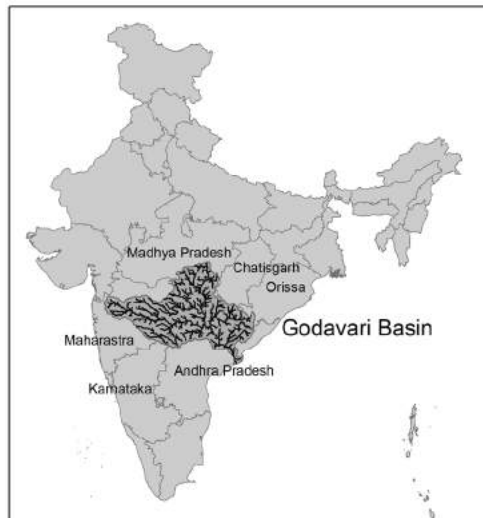 Madhya Pradesh
Chatisgarh
Orissa
Godavari Basin
Maharastra
Andhra Pradesh
Karnataka